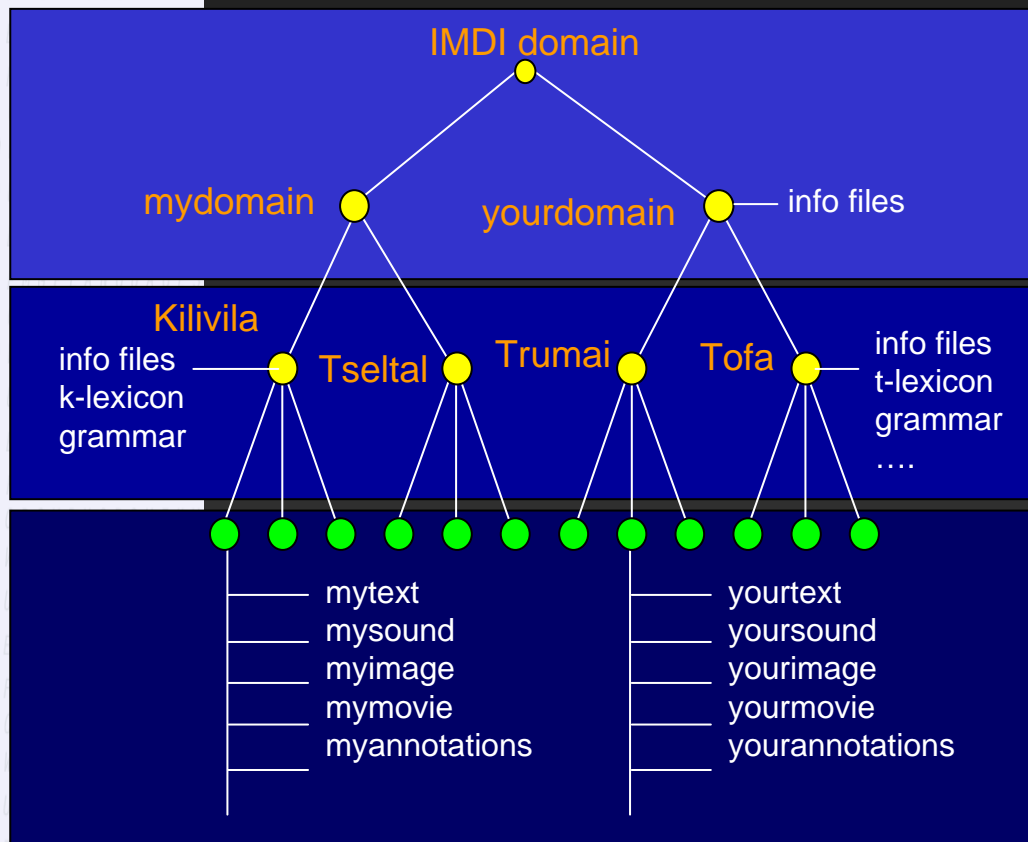 IMDI domain
mydomain
yourdomain
info files
Kilivila
info files
k-lexicon
grammar
Tseltal
Trumai
Tofa
info files
t-lexicon
grammar
….
mytext
mysound
myimage
mymovie
myannotations
yourtext
yoursound
yourimage
yourmovie
yourannotations